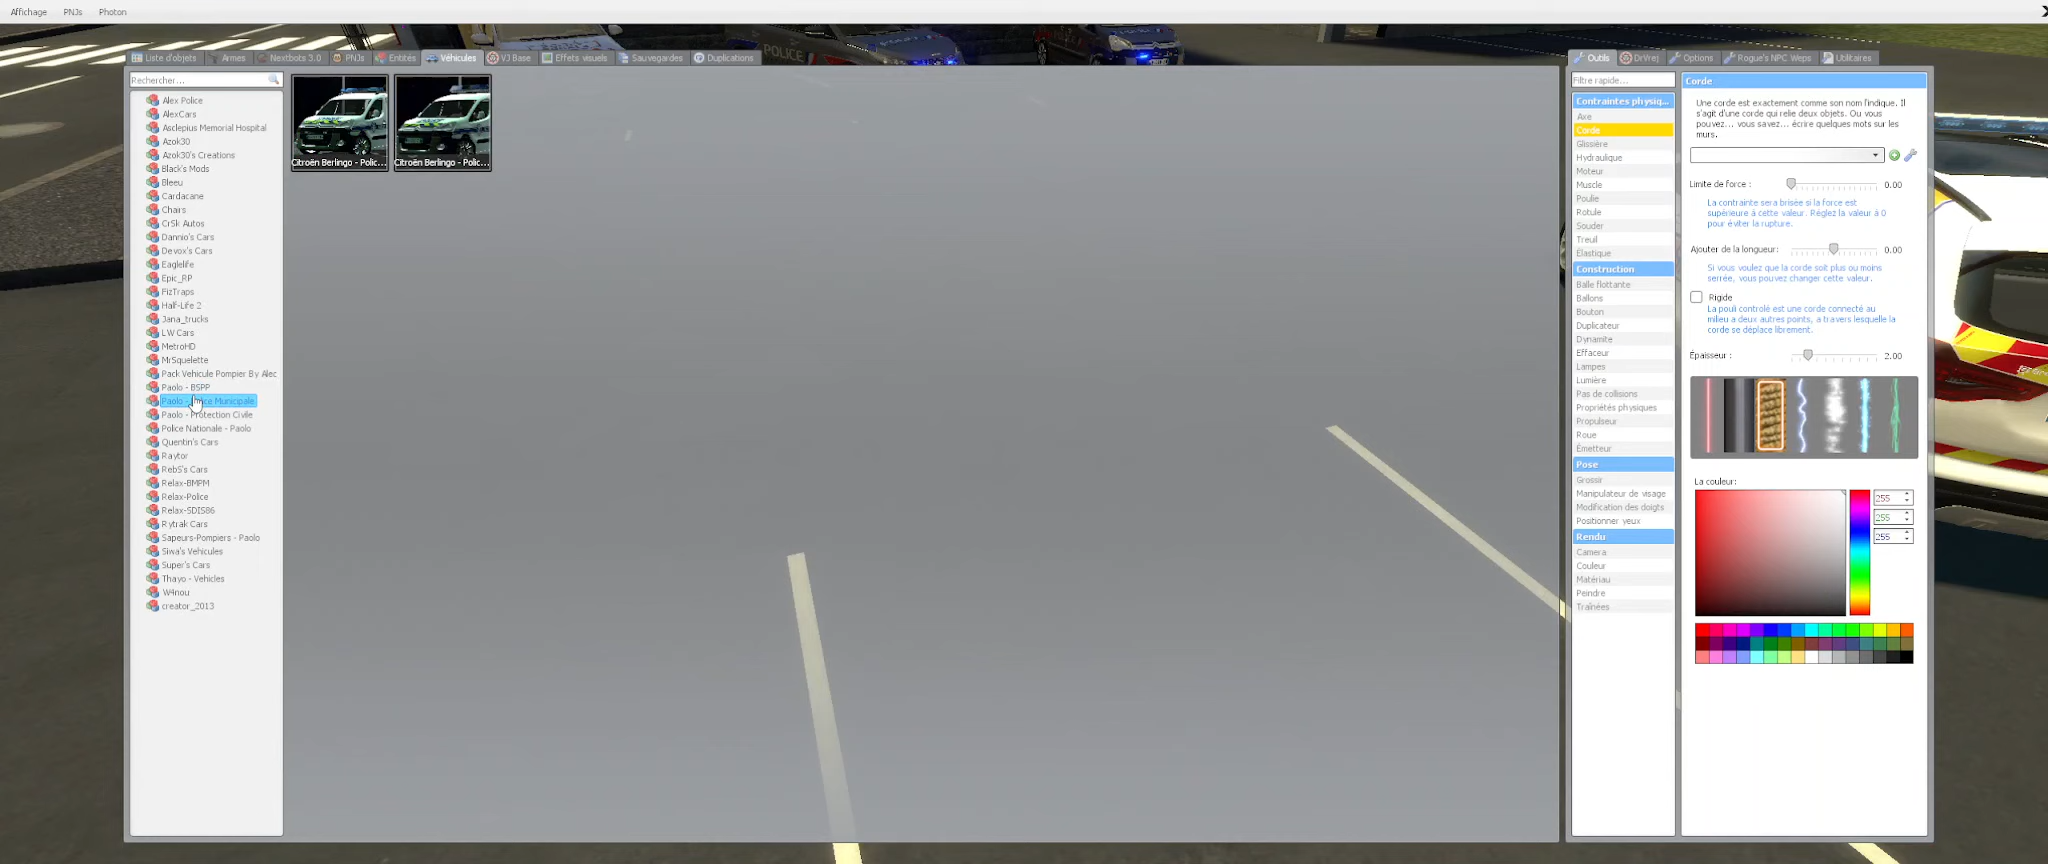 Affichage PNJs Photon
POLICE
Liste d'objets Armes Nextbots 3.0 PNJs Entités Véhicules VJ Base Effets visuels Sauvegardes Duplications
Rechercher...
Alex Police
AlexCars
Asclepius Memorial Hospital
Azok30
Azok30's Creations
Black's Mods
Bleeu
Cardacane
Chairs
CrSk Autos
Dannio's Cars
Devox's Cars
Eaglelife
Epic_RP
FizTraps
Half-Life 2
Jana_trucks
LW Cars
MetroHD
MrSquelette
Pack Vehicule Pompier By Alec
Paolo - BSPP
Paolo - Police Municipale
Paolo - Protection Civile
Police Nationale - Paolo
Quentin's Cars
Raytor
RebS's Cars
Relax-BMPM
Relax-Police
Relax-SDIS86
Rytrak Cars
Sapeurs-Pompiers - Paolo
Siwa's Vehicules
Super's Cars
Thayo - Vehicles
W4nou
creator_2013
Citroën Berlingo - Polic...
Citroën Berlingo - Polic...
Outils DrVrej Options Rogue's NPC Weps Utilitaires
Filtre rapide...
Contraintes physiq...
Axe
Corde
Glissière
Hydraulique
Moteur
Muscle
Poulie
Rotule
Souder
Treuil
Élastique
Construction
Balle flottante
Ballons
Bouton
Duplicateur
Dynamite
Effaceur
Lampes
Lumière
Pas de collisions
Propriétés physiques
Propulseur
Roue
Émetteur
Pose
Grossir
Manipulateur de visage
Modification des doigts
Positionner yeux
Rendu
Camera
Couleur
Matériau
Peindre
Traînées
Corde
Une corde est exactement comme son nom l'indique. Il
s'agit d'une corde qui relie deux objets. Ou vous
pouvez... vous savez... écrire quelques mots sur les
murs.
Limite de force : 0.00
La contrainte sera brisée si la force est
supérieure à cette valeur. Réglez la valeur à 0
pour éviter la rupture.
Ajouter de la longueur: 0.00
Si vous voulez que la corde soit plus ou moins
serrée, vous pouvez changer cette valeur.
Rigide
La pouli controlé est une corde connecté au
milieu a deux autres points, a travers lesquelle la
corde se déplace librement.
Épaisseur : 2.00
La couleur:
255
255
255